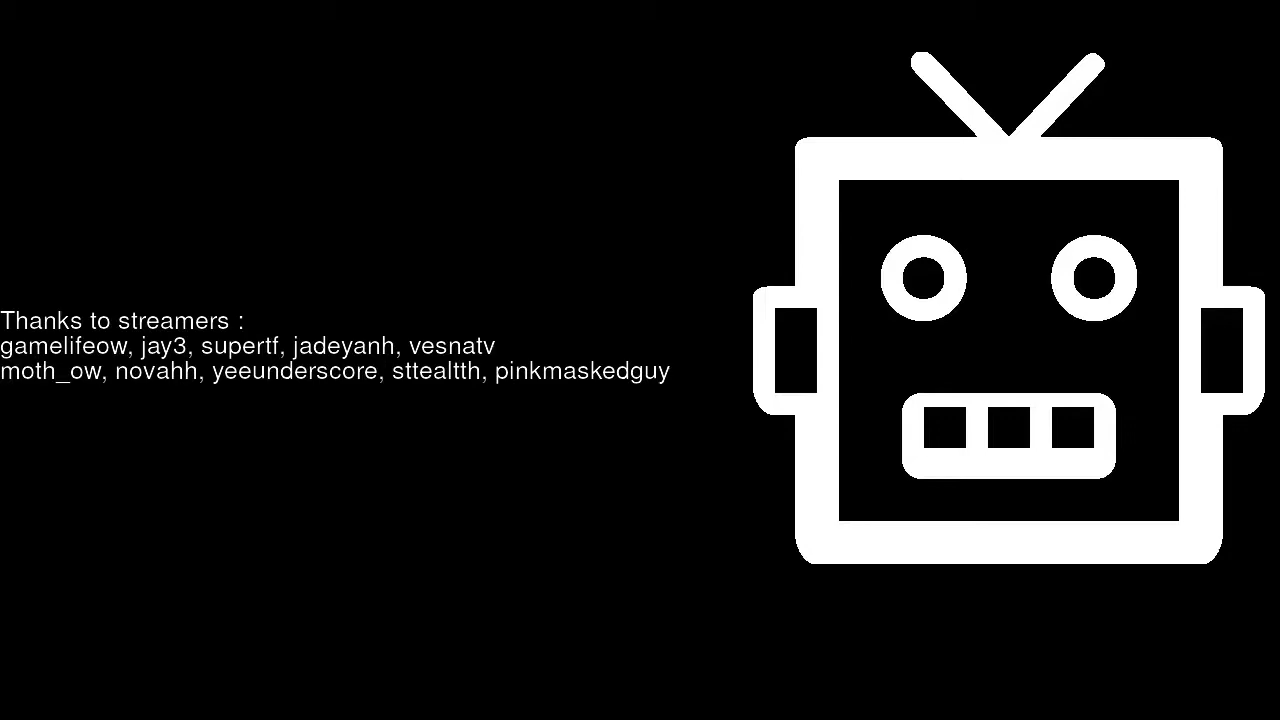 Thanks to streamers :
gamelifeow, jay3, supertf, jadeyanh, vesnatv
moth_ow, novahh, yeeunderscore, sttealtth, pinkmaskedguy